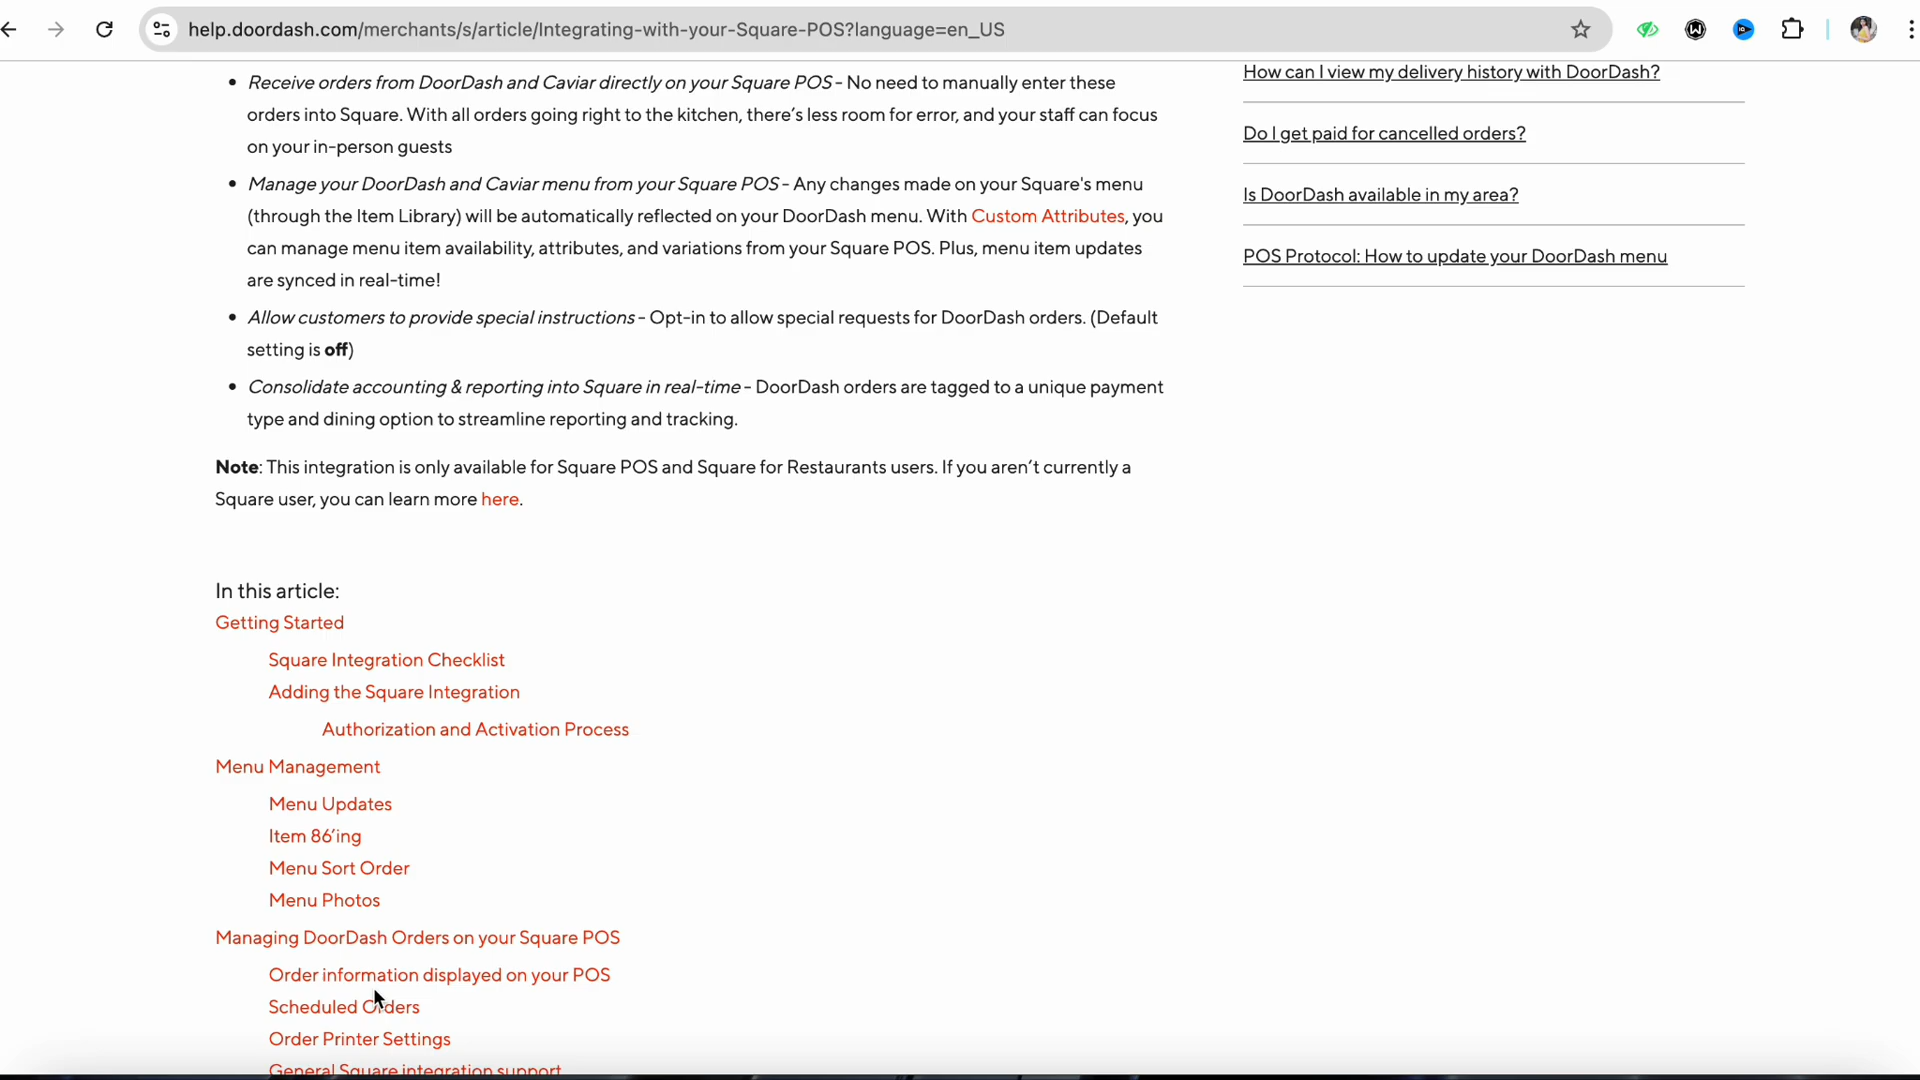 help.doordash.com/merchants/s/article/Integrating-with-your-Square-POS?language=en_US
Receive orders from DoorDash and Caviar directly on your Square POS - No need to manually enter these
orders into Square. With all orders going right to the kitchen, there's less room for error, and your staff can focus
on your in-person guests
Manage your DoorDash and Caviar menu from your Square POS - Any changes made on your Square's menu
(through the Item Library) will be automatically reflected on your DoorDash menu. With Custom Attributes, you
can manage menu item availability, attributes, and variations from your Square POS. Plus, menu item updates
are synced in real-time!
Allow customers to provide special instructions - Opt-in to allow special requests for DoorDash orders. (Default
setting is off)
Consolidate accounting & reporting into Square in real-time - DoorDash orders are tagged to a unique payment
type and dining option to streamline reporting and tracking.
Note: This integration is only available for Square POS and Square for Restaurants users. If you aren't currently a
Square user, you can learn more here.
In this article:
Getting Started
Square Integration Checklist
Adding the Square Integration
Authorization and Activation Process
Menu Management
Menu Updates
Item 86'ing
Menu Sort Order
Menu Photos
Managing DoorDash Orders on your Square POS
Order information displayed on your POS
Scheduled Orders
Order Printer Settings
General Square integration support
How can I view my delivery history with DoorDash?
Do I get paid for cancelled orders?
Is DoorDash available in my area?
POS Protocol: How to update your DoorDash menu